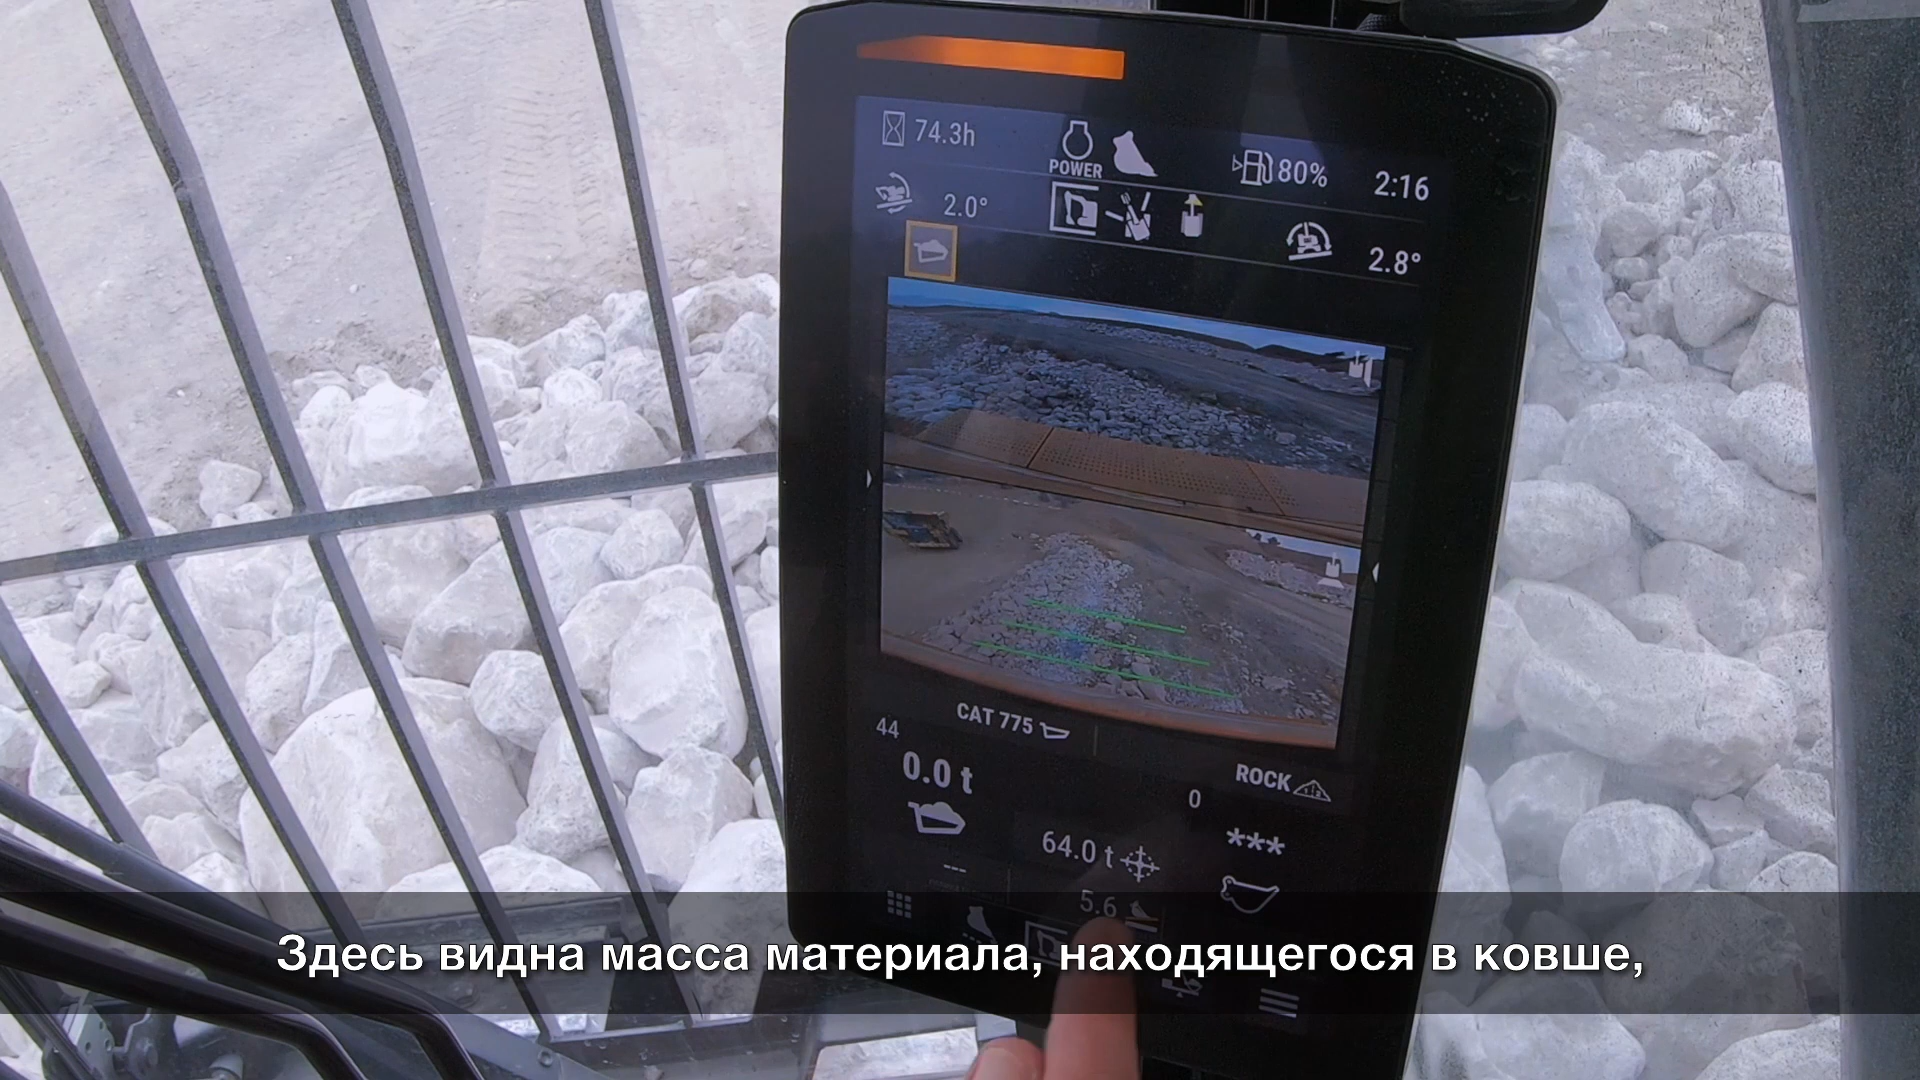 74.3h
POWER
80%
2:16
2.0°
2.8°
CAT 775
44
0.0 t
ROCK
0
64.0 t
***
---
5.6
Здесь видна масса материала, находящегося в ковше,